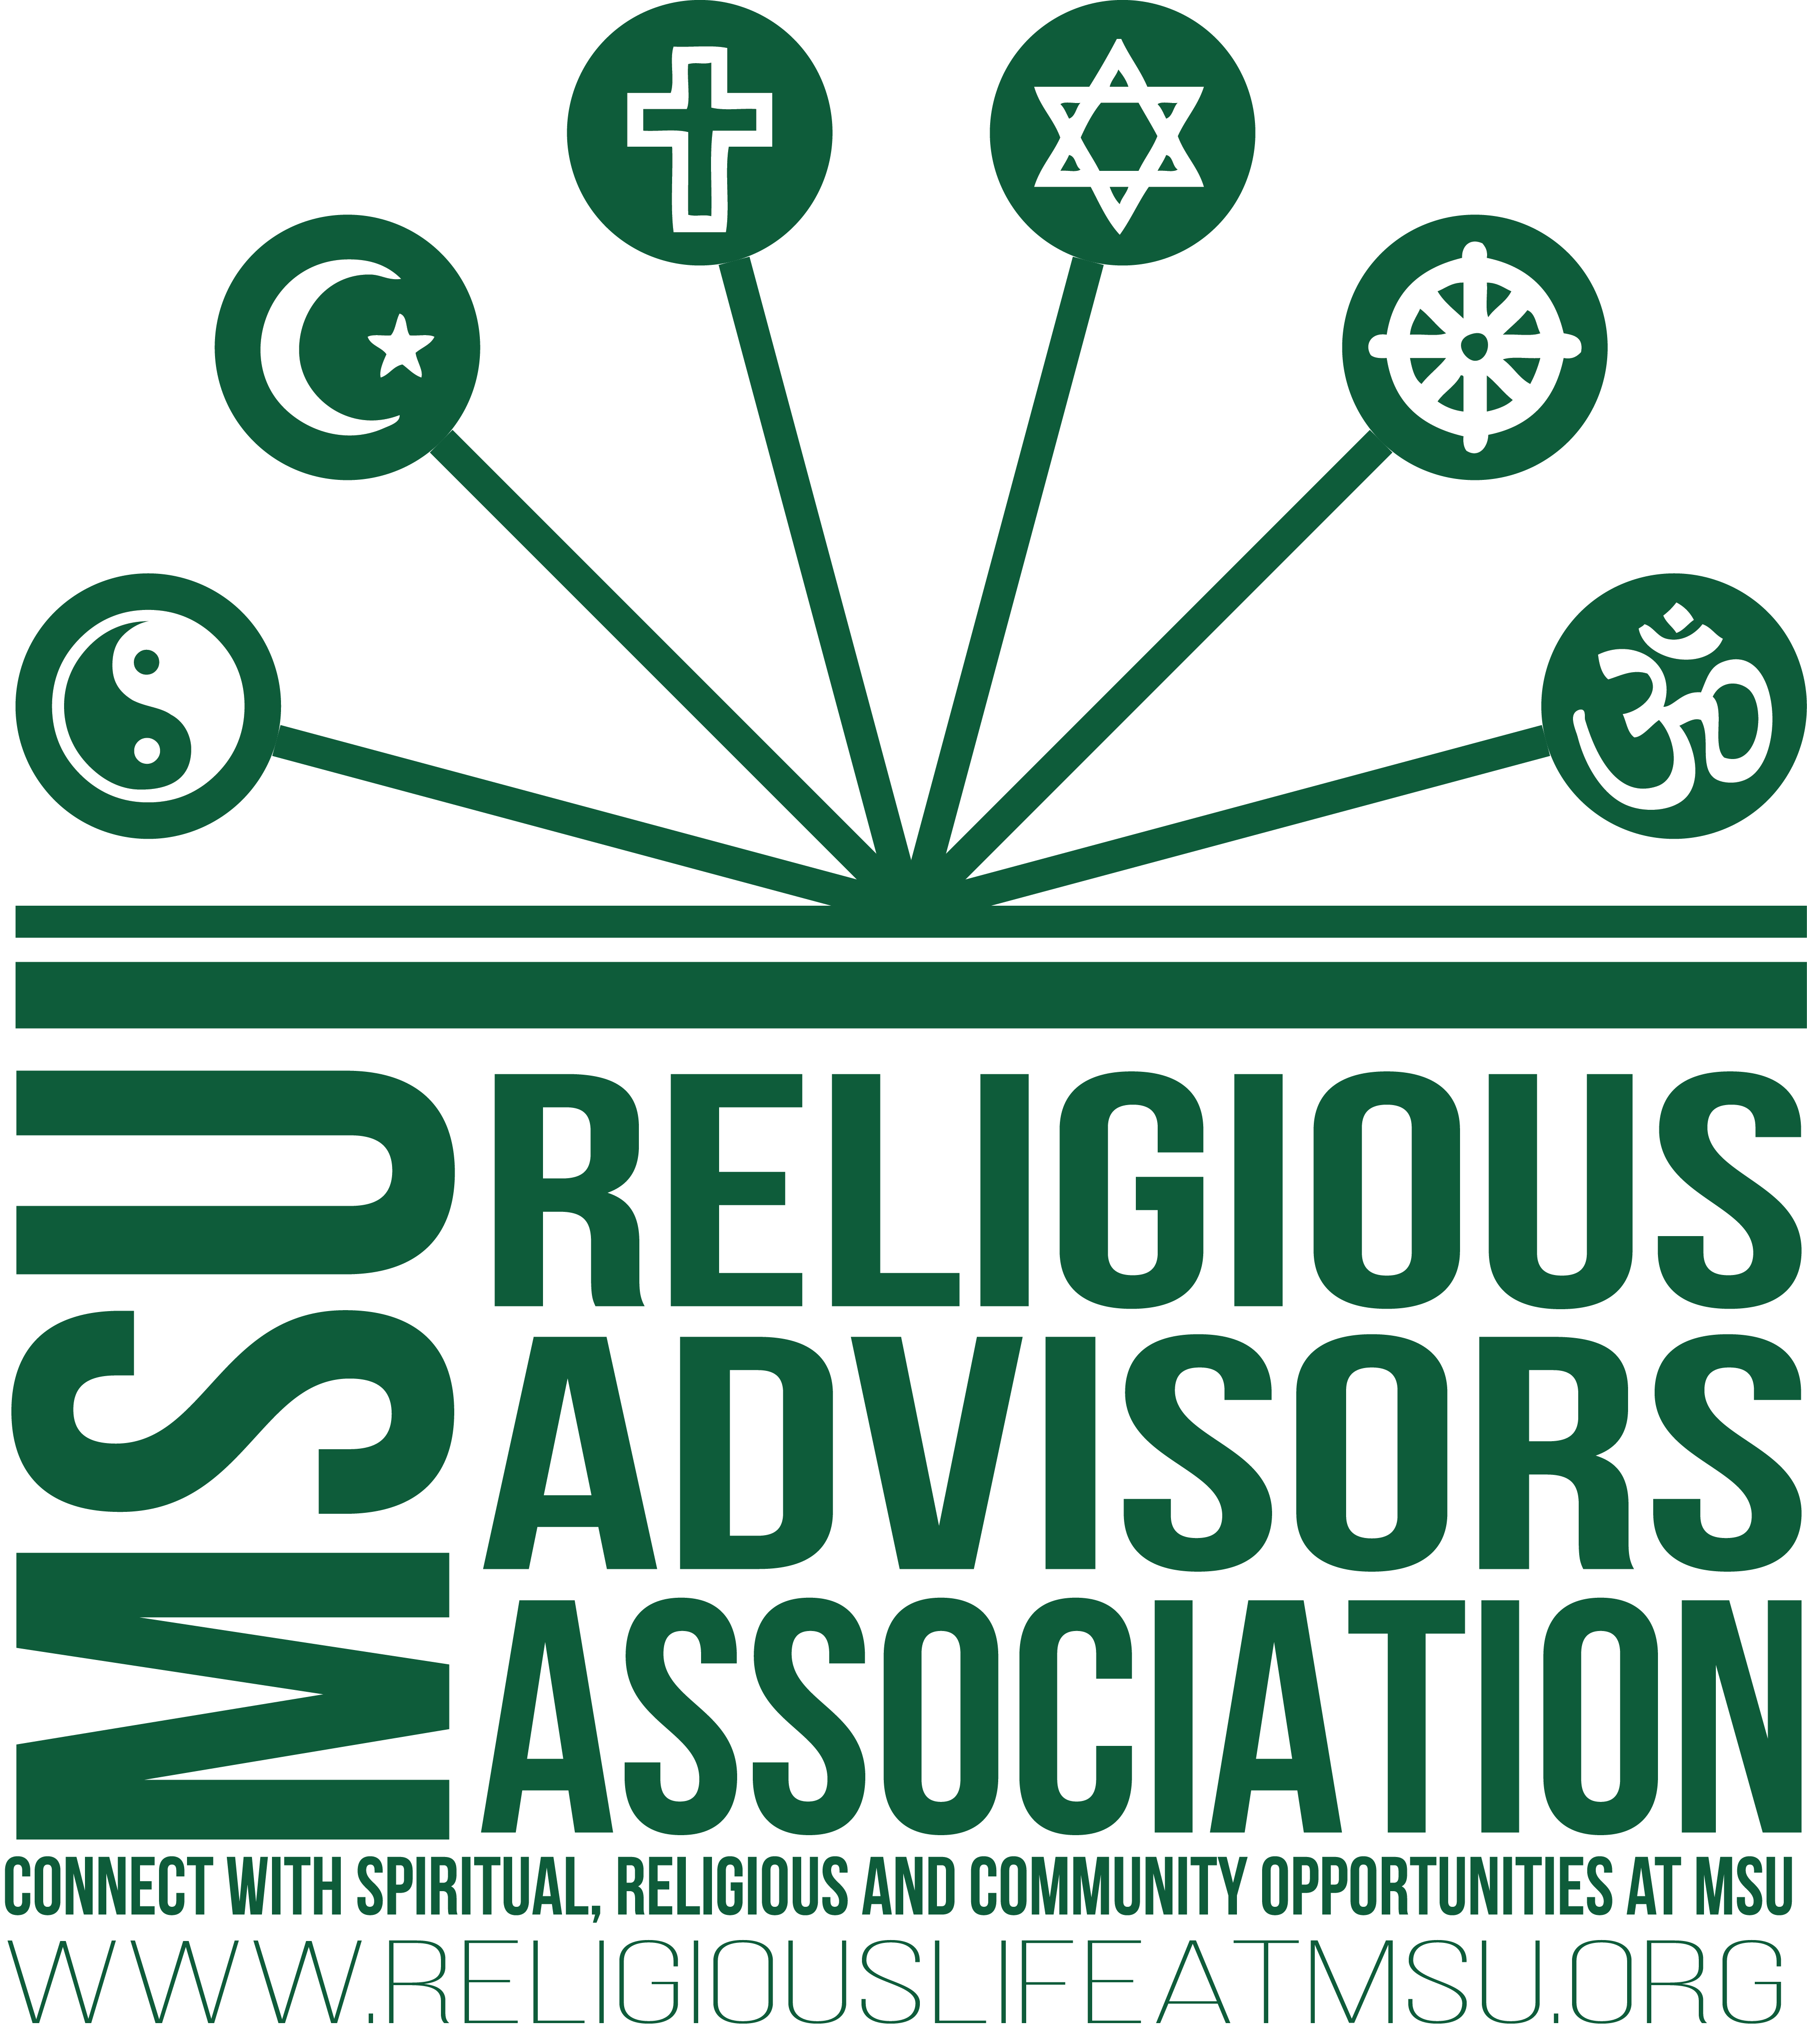 MSU
RELIGIOUS
ADVISORS
ASSOCIATION
CONNECT WITH SPIRITUAL, RELIGIOUS AND COMMUNITY OPPORTUNITIES AT MSU
WWW.RELIGIOUSLIFEATMSU.ORG